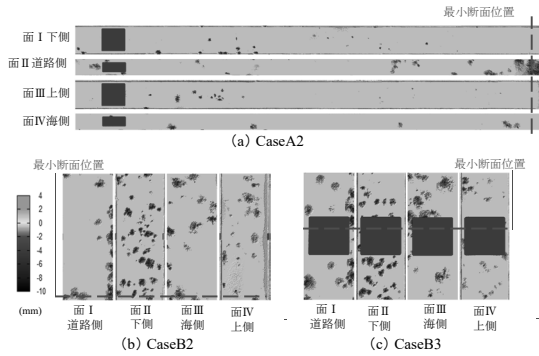 最小断面位置
面Ⅰ下側
面Ⅱ道路側
面Ⅲ上側
面Ⅳ海側
(a) CaseA2
最小断面位置
最小断面位置
4
2
0
-2
-4
-6
-8
-10
(mm)
面Ⅰ 面Ⅱ 面Ⅲ 面Ⅳ
道路側 下側 海側 上側
(b) CaseB2
面Ⅰ 面Ⅱ 面Ⅲ 面Ⅳ
道路側 下側 海側 上側
(c) CaseB3